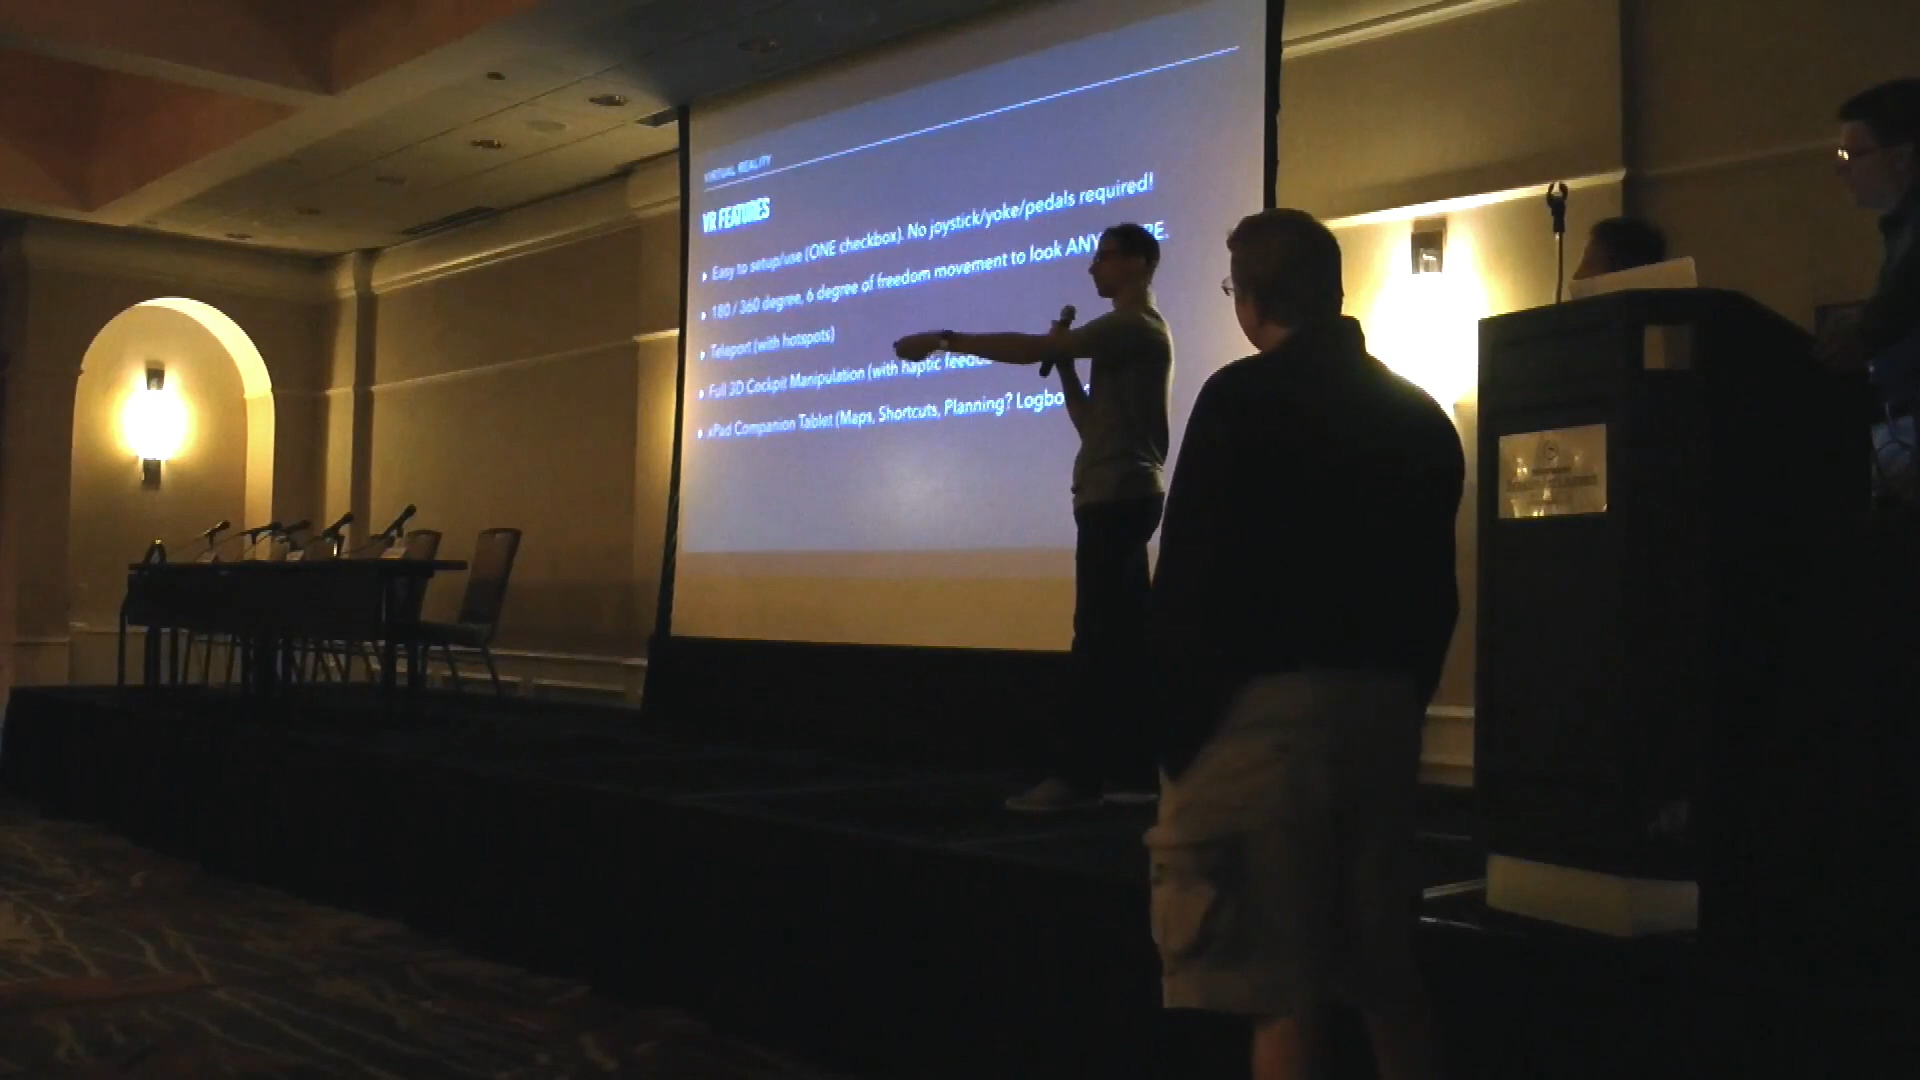 VIRTUAL REALITY
VR FEATURES
Easy to setup/use (ONE checkbox). No joystick/yoke/pedals required!
180 / 360 degree, 6 degree of freedom movement to look
Teleport (with hotspots)
Full 3D Cockpit Manipulation (with haptic
xPad Companion Tablet (Maps, Shortcuts, Planning?